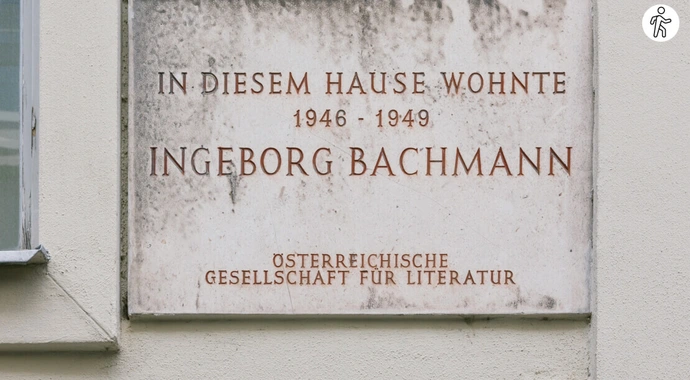 IN DIESEM HAUSE WOHNTE
1946 - 1949
INGEBORG BACHMANN
ÖSTERREICHISCHE
GESELLSCHAFT FÜR LITERATUR